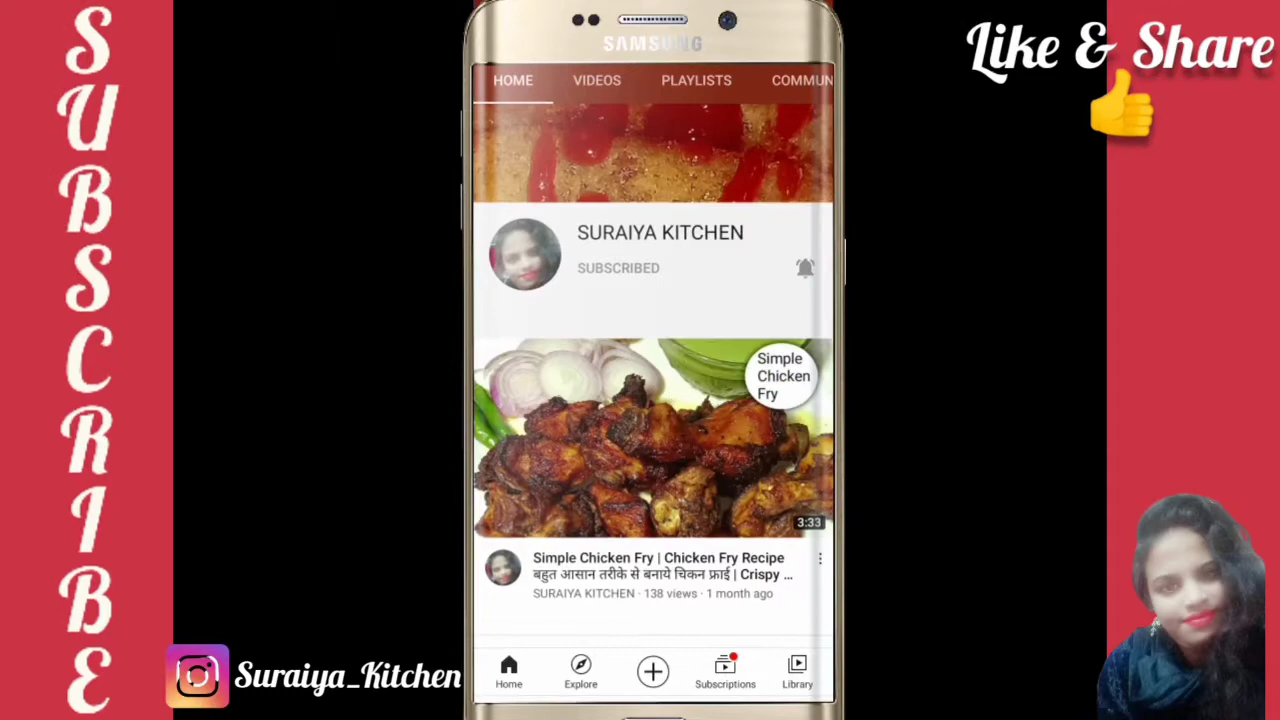 SUBSCRIBE
Like & Share
SAMSUNG
HOME VIDEOS PLAYLISTS COMMUN
SURAIYA KITCHEN
SUBSCRIBED
Simple
Chicken
Fry
3:33
Simple Chicken Fry | Chicken Fry Recipe
बहुत आसान तरीके से बनाये चिकन फ्राई | Crispy ...
SURAIYA KITCHEN · 138 views · 1 month ago
Home Explore Subscriptions Library
Suraiya_Kitchen